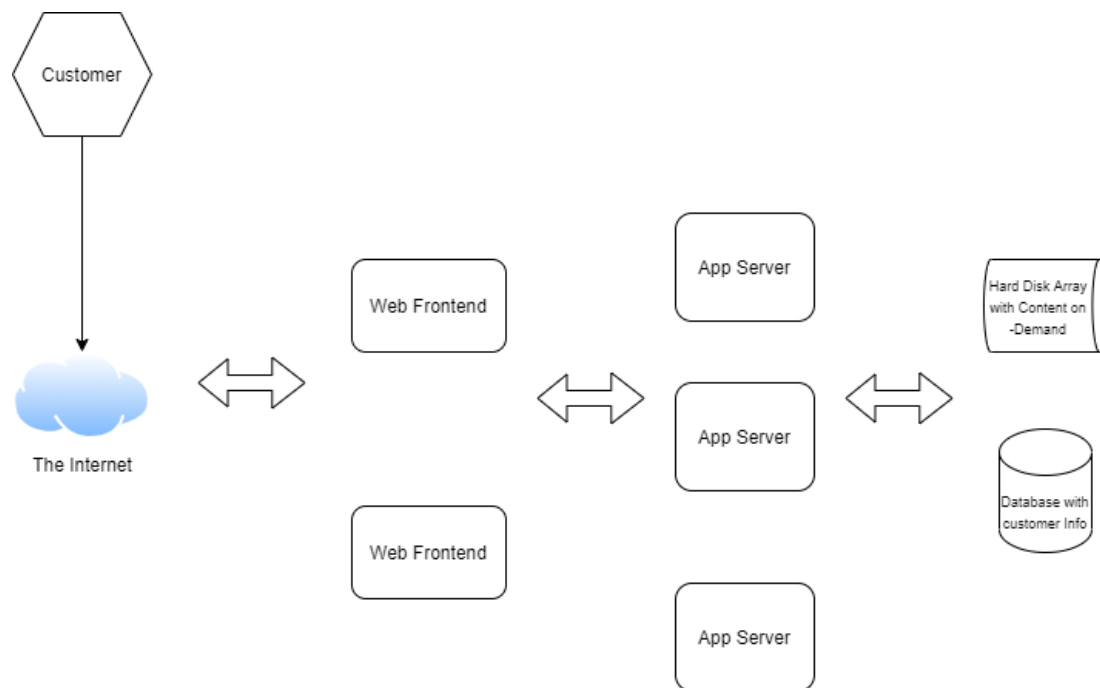 Customer
The Internet
Web Frontend
Web Frontend
App Server
App Server
App Server
Hard Disk Array
with Content on
-Demand
Database with
customer Info